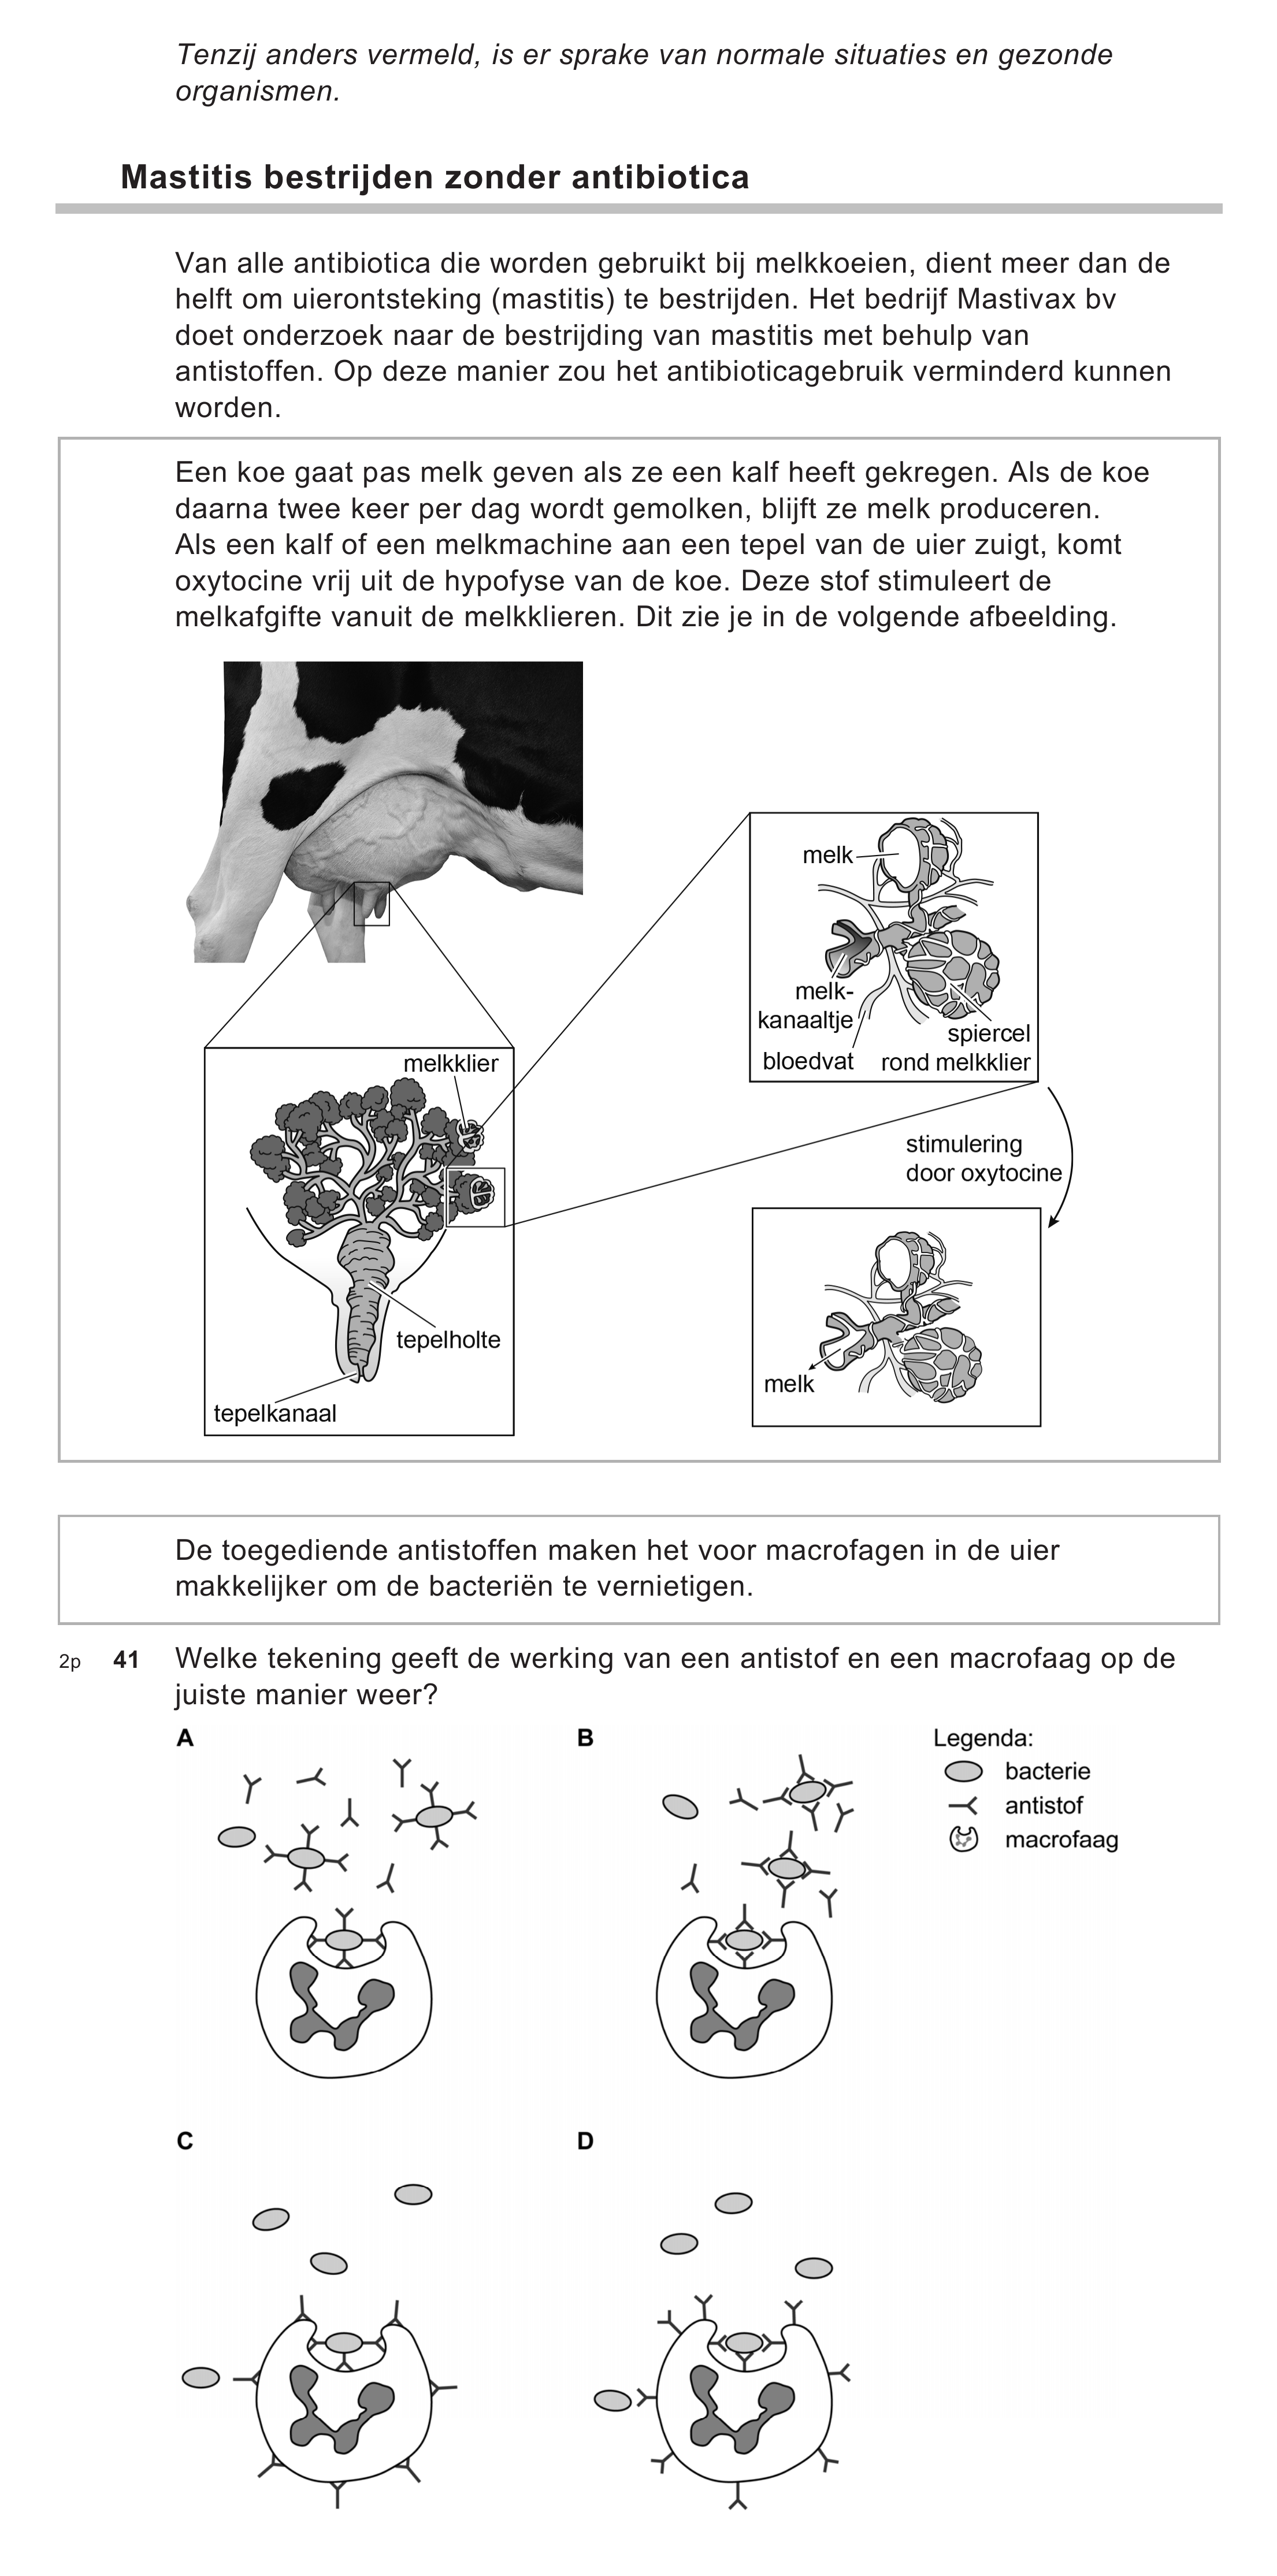 Tenzij anders vermeld, is er sprake van normale situaties en gezonde
organismen.
Mastitis bestrijden zonder antibiotica
Van alle antibiotica die worden gebruikt bij melkkoeien, dient meer dan de
helft om uierontsteking (mastitis) te bestrijden. Het bedrijf Mastivax bv
doet onderzoek naar de bestrijding van mastitis met behulp van
antistoffen. Op deze manier zou het antibioticagebruik verminderd kunnen
worden.
Een koe gaat pas melk geven als ze een kalf heeft gekregen. Als de koe
daarna twee keer per dag wordt gemolken, blijft ze melk produceren.
Als een kalf of een melkmachine aan een tepel van de uier zuigt, komt
oxytocine vrij uit de hypofyse van de koe. Deze stof stimuleert de
melkafgifte vanuit de melkklieren. Dit zie je in de volgende afbeelding.
melk
melk-
kanaaltje
bloedvat
spiercel
rond melkklier
melkklier
tepelholte
tepelkanaal
stimulering
door oxytocine
melk
De toegediende antistoffen maken het voor macrofagen in de uier
makkelijker om de bacteriën te vernietigen.
2p 41 Welke tekening geeft de werking van een antistof en een macrofaag op de
juiste manier weer?
A
B
Legenda:
bacterie
antistof
macrofaag
C
D